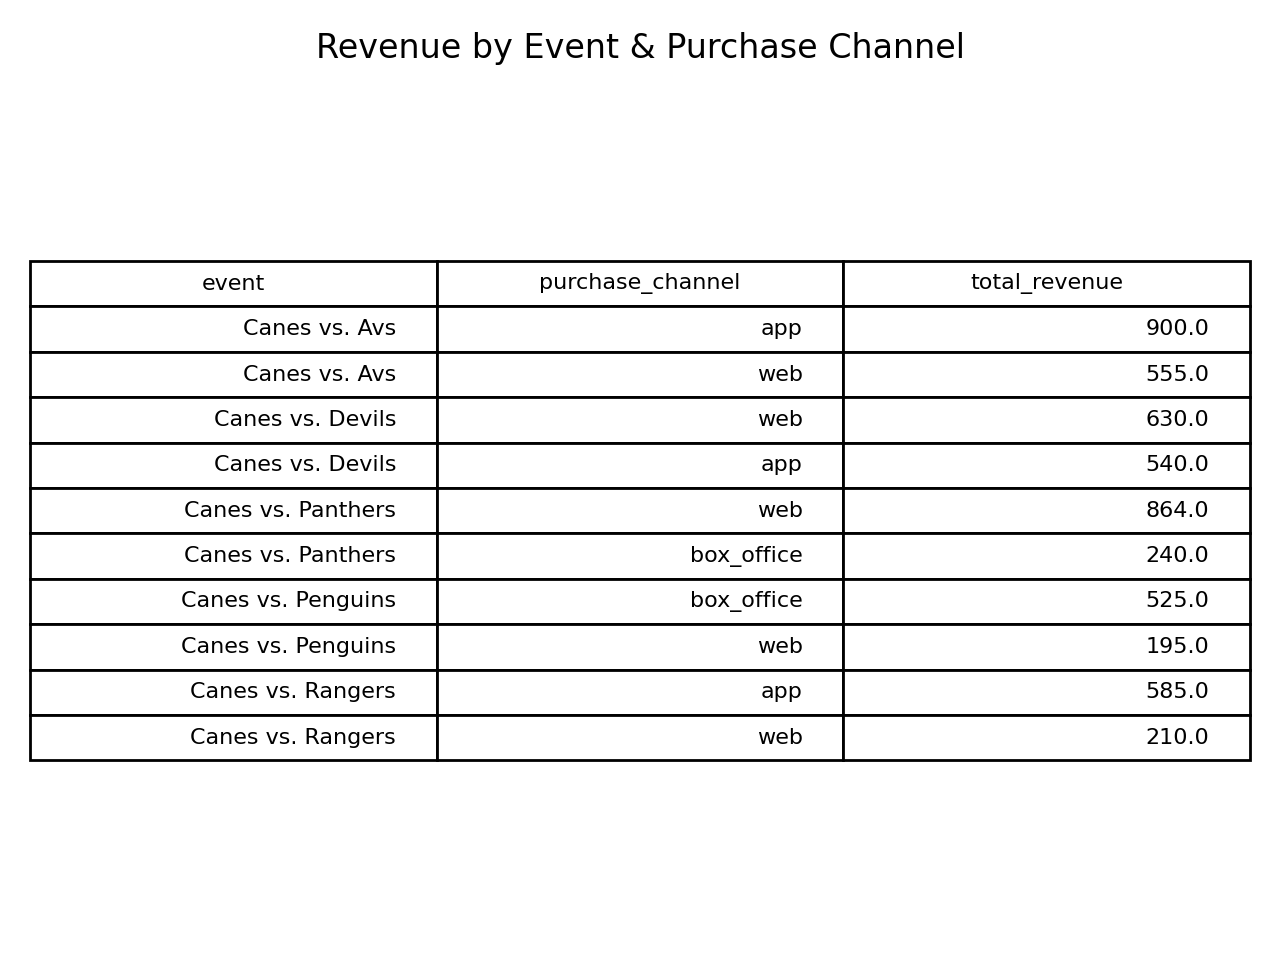 Revenue by Event & Purchase Channel
event purchase_channel total_revenue
Canes vs. Avs app 900.0
Canes vs. Avs web 555.0
Canes vs. Devils web 630.0
Canes vs. Devils app 540.0
Canes vs. Panthers web 864.0
Canes vs. Panthers box_office 240.0
Canes vs. Penguins box_office 525.0
Canes vs. Penguins web 195.0
Canes vs. Rangers app 585.0
Canes vs. Rangers web 210.0